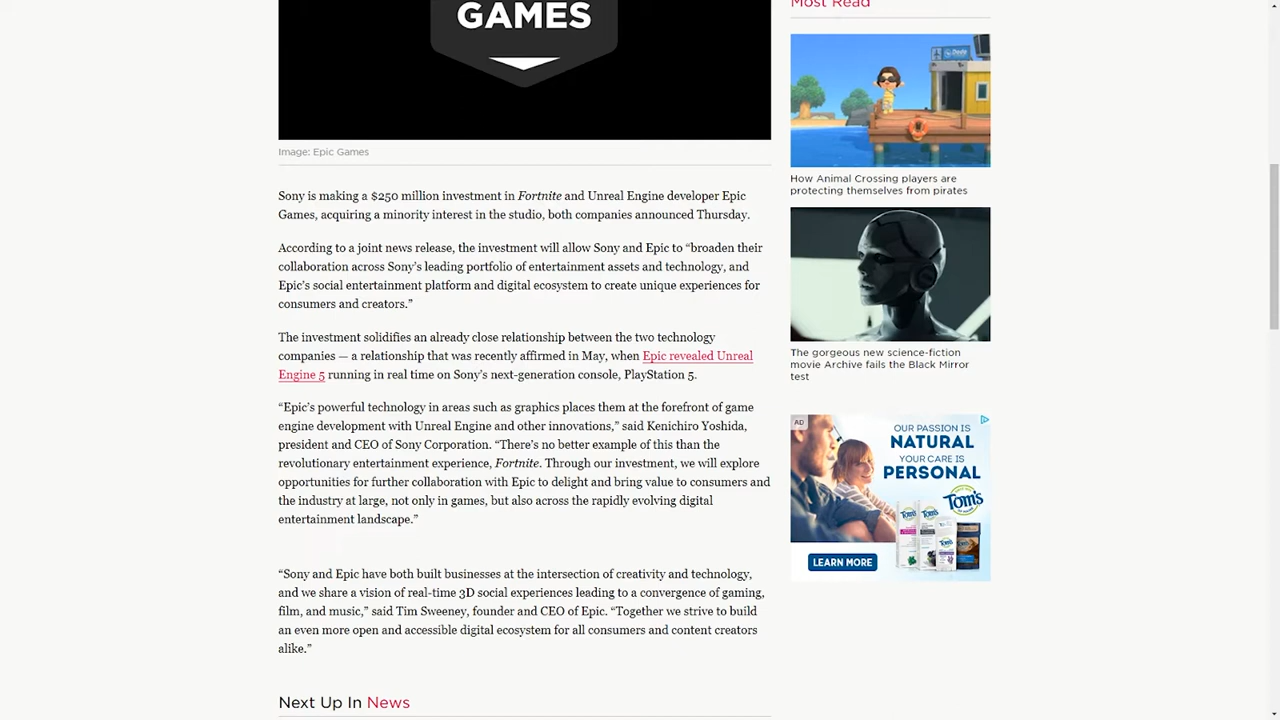 GAMES
Image: Epic Games
Sony is making a $250 million investment in Fortnite and Unreal Engine developer Epic
Games, acquiring a minority interest in the studio, both companies announced Thursday.
According to a joint news release, the investment will allow Sony and Epic to “broaden their
collaboration across Sony’s leading portfolio of entertainment assets and technology, and
Epic’s social entertainment platform and digital ecosystem to create unique experiences for
consumers and creators.”
The investment solidifies an already close relationship between the two technology
companies — a relationship that was recently affirmed in May, when Epic revealed Unreal
Engine 5 running in real time on Sony’s next-generation console, PlayStation 5.
“Epic’s powerful technology in areas such as graphics places them at the forefront of game
engine development with Unreal Engine and other innovations,” said Kenichiro Yoshida,
president and CEO of Sony Corporation. “There’s no better example of this than the
revolutionary entertainment experience, Fortnite. Through our investment, we will explore
opportunities for further collaboration with Epic to delight and bring value to consumers and
the industry at large, not only in games, but also across the rapidly evolving digital
entertainment landscape.”
“Sony and Epic have both built businesses at the intersection of creativity and technology,
and we share a vision of real-time 3D social experiences leading to a convergence of gaming,
film, and music,” said Tim Sweeney, founder and CEO of Epic. “Together we strive to build
an even more open and accessible digital ecosystem for all consumers and content creators
alike.”
Next Up In News
Most Read
How Animal Crossing players are
protecting themselves from pirates
The gorgeous new science-fiction
movie Archive fails the Black Mirror
test
AD
OUR PASSION IS
NATURAL
YOUR CARE IS
PERSONAL
Tom's
LEARN MORE